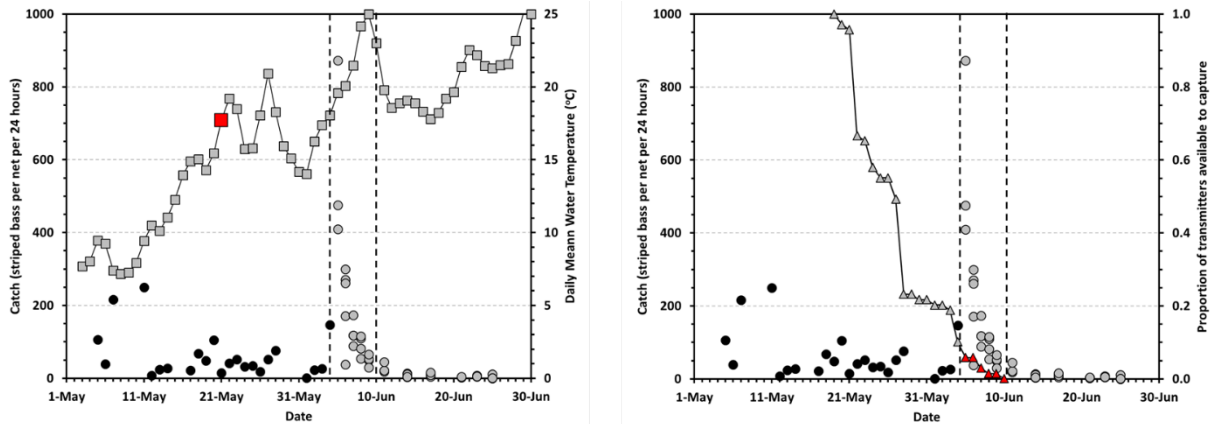 1000
800
600
400
200
0
Catch (striped bass per net per 24 hours)
25
20
15
10
5
0
Daily Meann Water Temperature (oC)
1-May
11-May
21-May
31-May
10-Jun
20-Jun
30-Jun
Date
1000
800
600
400
200
0
Catch (striped bass per net per 24 hours)
1.0
0.8
0.6
0.4
0.2
0.0
Proportion of transmitters available to capture
1-May
11-May
21-May
31-May
10-Jun
20-Jun
30-Jun
Date